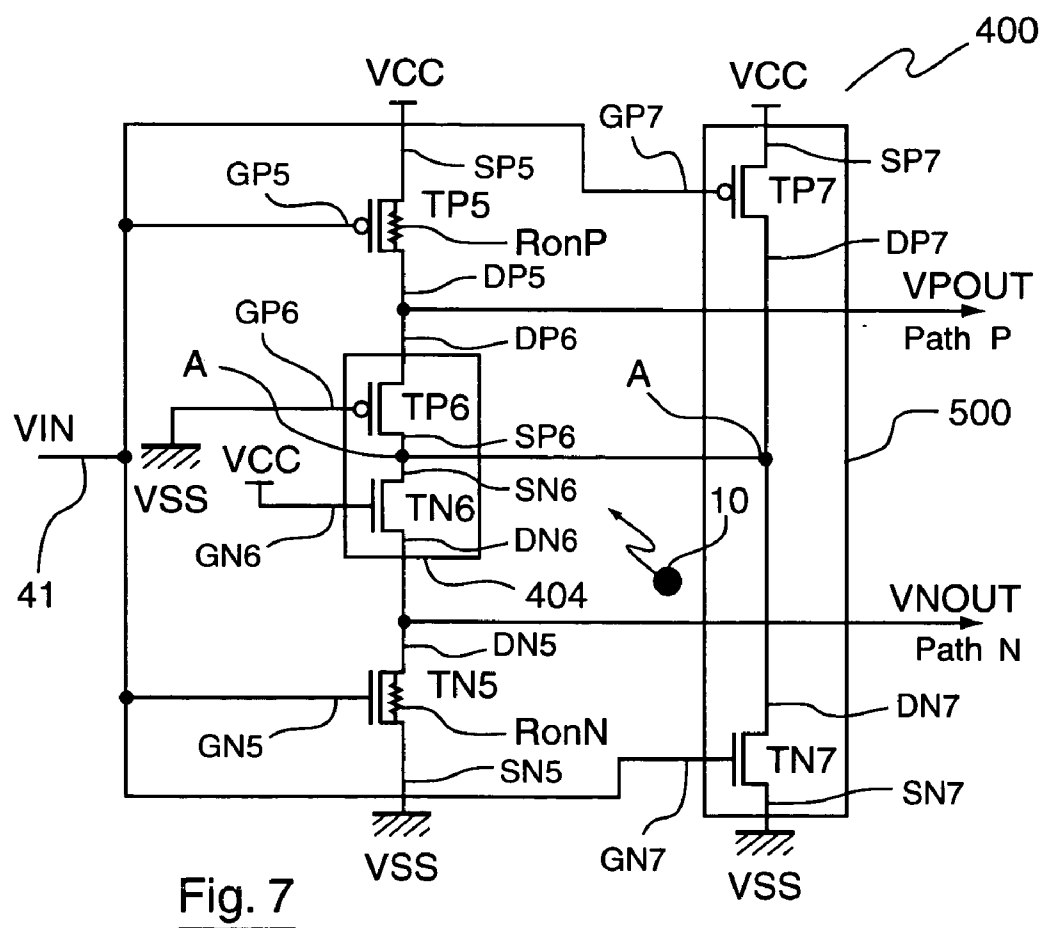 400
VCC
VCC
GP7
SP5
SP7
GP5
TP5
TP7
RonP
DP5
DP7
VPOUT
GP6
DP6
Path P
A
A
TP6
500
VIN
SP6
VCC
SN6
VSS
TN6
10
GN6
DN6
41
404
VNOUT
DN5
Path N
TN5
DN7
GN5
RonN
TN7
SN5
SN7
GN7
VSS
VSS
Fig. 7